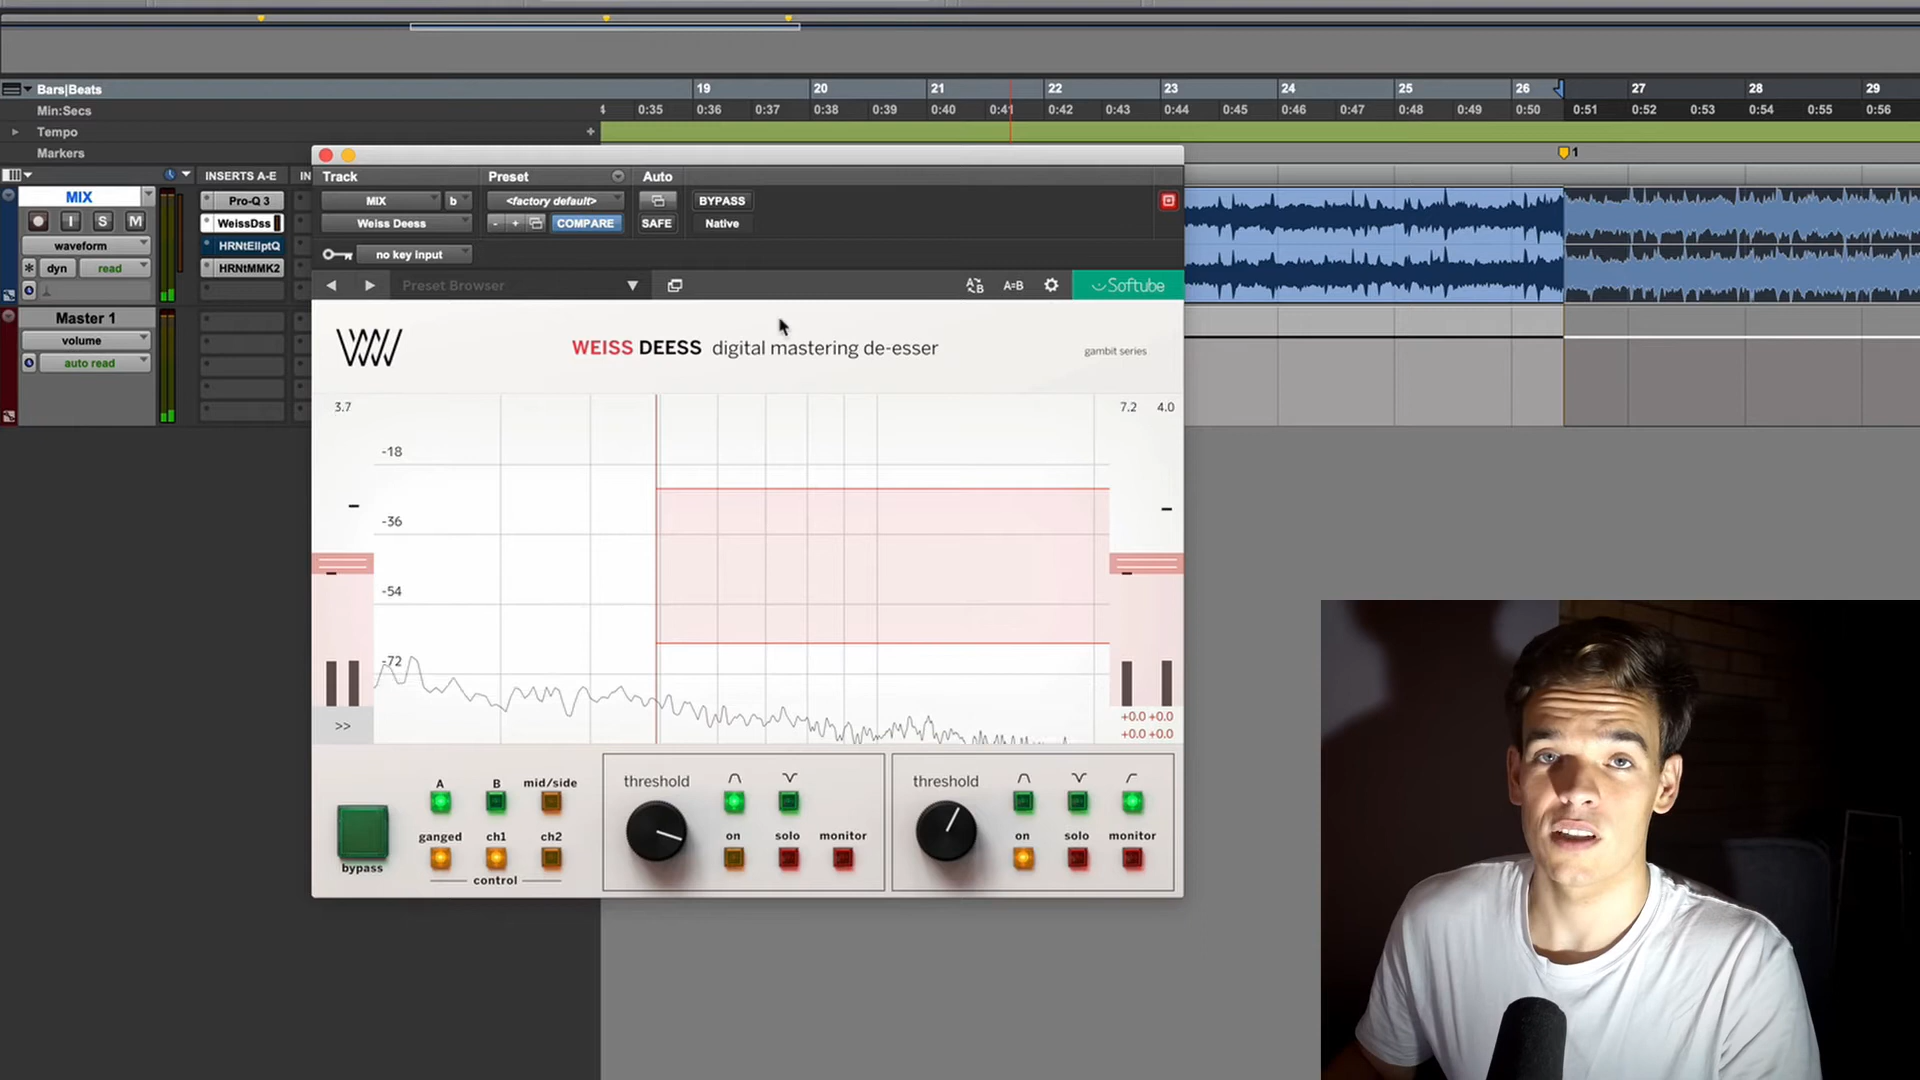 Bars|Beats 19 20 21 22 23 24 25 26 27 28 29
Min:Secs 4 0:35 0:36 0:37 0:38 0:39 0:40 0:41 0:42 0:43 0:44 0:45 0:46 0:47 0:48 0:49 0:50 0:51 0:52 0:53 0:54 0:55 0:56
Tempo
Markers 1
INSERTS A-E IN
MIX
Pro-Q 3
I S M
WeissDss
waveform
HRNtEllptQ
dyn read
HRNtMMK2
Master 1
volume
auto read
Track Preset Auto
MIX b <factory default> BYPASS
Weiss Deess - + COMPARE SAFE Native
no key input
Preset Browser A=B Softube
WEISS DEESS digital mastering de-esser gambit series
3.7 7.2 4.0
-18
-36
-54
-72
+0.0 +0.0
>> +0.0 +0.0
A B mid/side threshold threshold
ganged ch1 ch2 on solo monitor on solo monitor
bypass
control